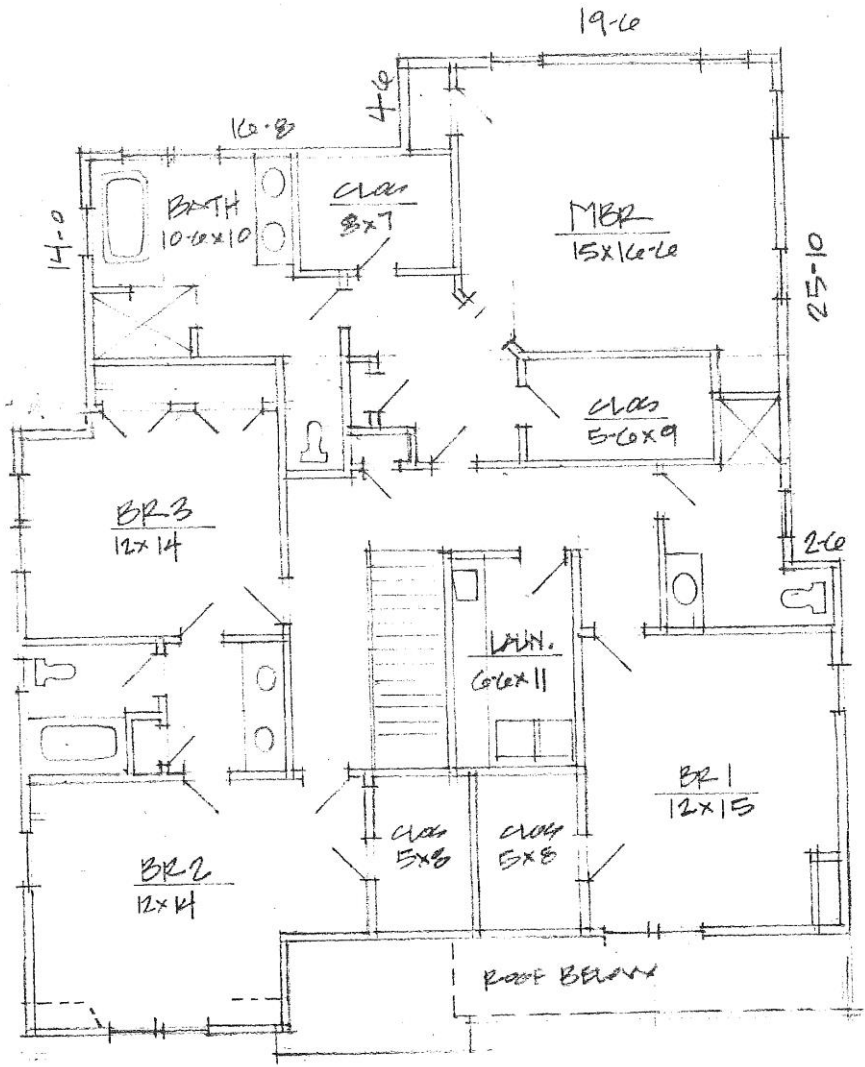 19-6
4-6
16-8
14-0
BATH
10-6x10
CLOS
8x7
MBR
15x16-6
25-10
CLOS
5-6x9
BR3
12x14
2-6
LAUN.
6-6x11
BR1
12x15
CLOS
5x8
CLOS
5x8
BR2
12x14
ROOF BELOW